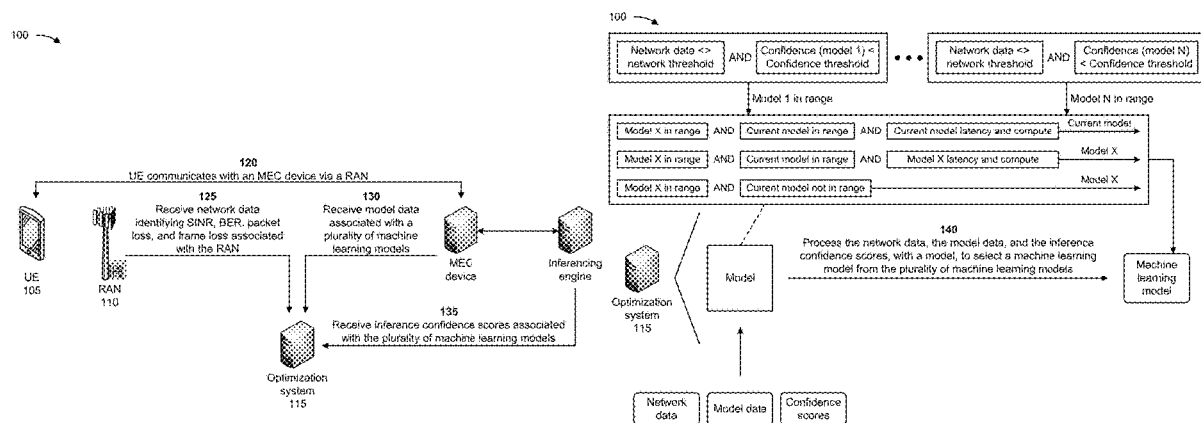 100
120
UE communicates with an MEC device via a RAN
125
Receive network data
identifying SINR, BER, packet
loss, and frame loss associated
with the RAN
130
Receive model data
associated with a
plurality of machine
learning models
UE
105
RAN
110
MEC
device
Inferencing
engine
135
Receive inference confidence scores associated
with the plurality of machine learning models
Optimization
system
115
100
Network data <>
network threshold
AND
Confidence (model 1) <
Confidence threshold
Network data <>
network threshold
AND
Confidence (model N)
< Confidence threshold
Model 1 in range
Model N in range
Model X in range AND Current model in range AND Current model latency and compute
Current model
Model X in range AND Current model in range AND Model X latency and compute
Model X
Model X in range AND Current model not in range
Model X
140
Process the network data, the model data, and the inference
confidence scores, with a model, to select a machine learning
model from the plurality of machine learning models
Model
Optimization
system
115
Machine
learning
model
Network
data
Model data
Confidence
scores